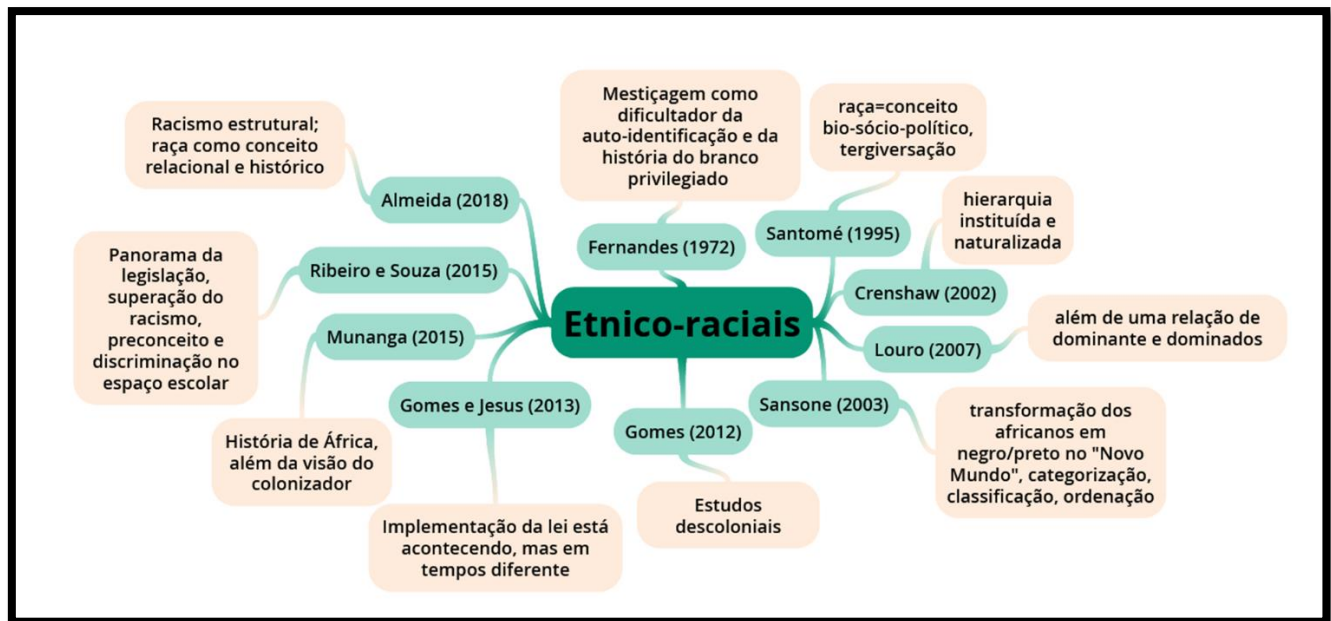 Mestiçagem como
dificultador da
auto-identificação e da
história do branco
privilegiado
Fernandes (1972)
raça=conceito
bio-sócio-político,
tergiversação
Santomé (1995)
hierarquia
instituída e
naturalizada
Crenshaw (2002)
além de uma relação de
dominante e dominados
Louro (2007)
transformação dos
africanos em
negro/preto no "Novo
Mundo", categorização,
classificação, ordenação
Sansone (2003)
Etnico-raciais
Racismo estrutural;
raça como conceito
relacional e histórico
Almeida (2018)
Panorama da
legislação,
superação do
racismo,
preconceito e
discriminação no
espaço escolar
Ribeiro e Souza (2015)
Munanga (2015)
História de África,
além da visão do
colonizador
Gomes e Jesus (2013)
Implementação da lei está
acontecendo, mas em
tempos diferente
Gomes (2012)
Estudos
descoloniais